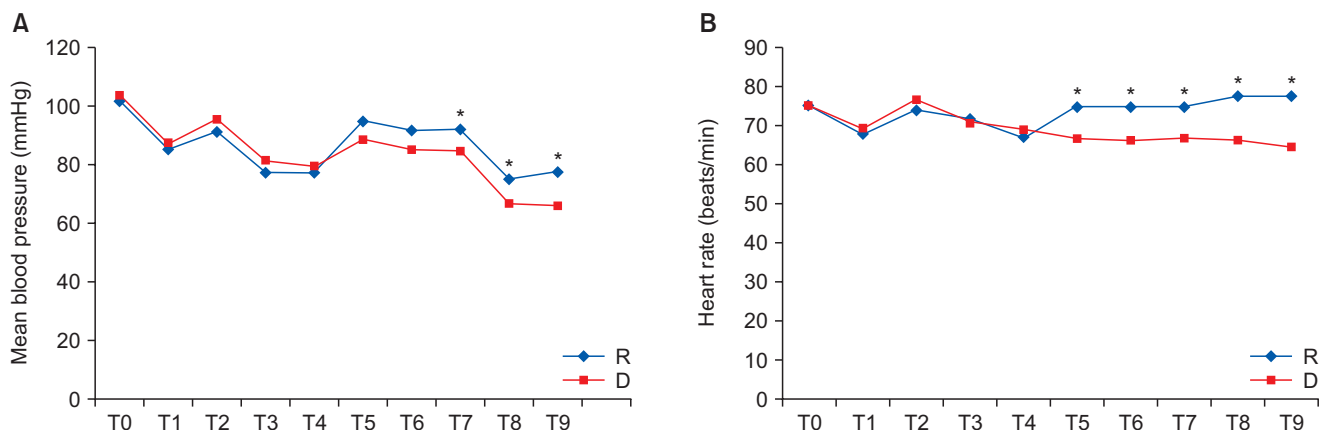 A
Mean blood pressure (mmHg)
120
100
80
60
40
20
0
* * *
R
D
T0 T1 T2 T3 T4 T5 T6 T7 T8 T9
B
Heart rate (beats/min)
90
80
70
60
50
40
30
20
10
0
* * * * *
R
D
T0 T1 T2 T3 T4 T5 T6 T7 T8 T9